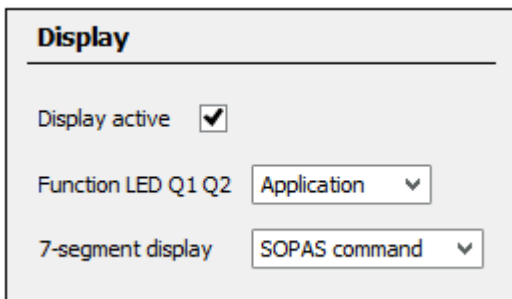 Display
Display active
Function LED Q1 Q2 Application
7-segment display SOPAS command